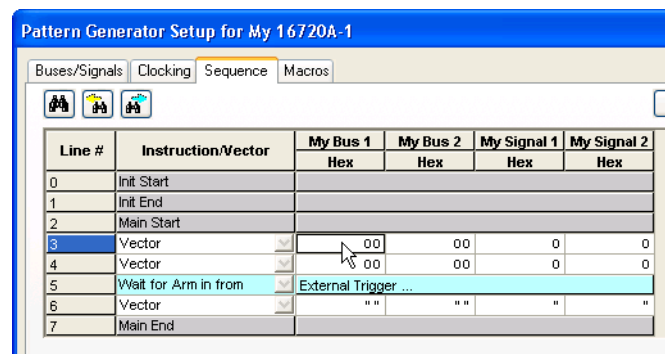 Pattern Generator Setup for My 16720A-1
Buses/Signals Clocking Sequence Macros
Line # Instruction/Vector My Bus 1 My Bus 2 My Signal 1 My Signal 2
Hex Hex Hex Hex
0 Init Start
1 Init End
2 Main Start
3 Vector 00 00 0 0
4 Vector 00 00 0 0
5 Wait for Arm in from External Trigger ...
6 Vector " " " " " "
7 Main End